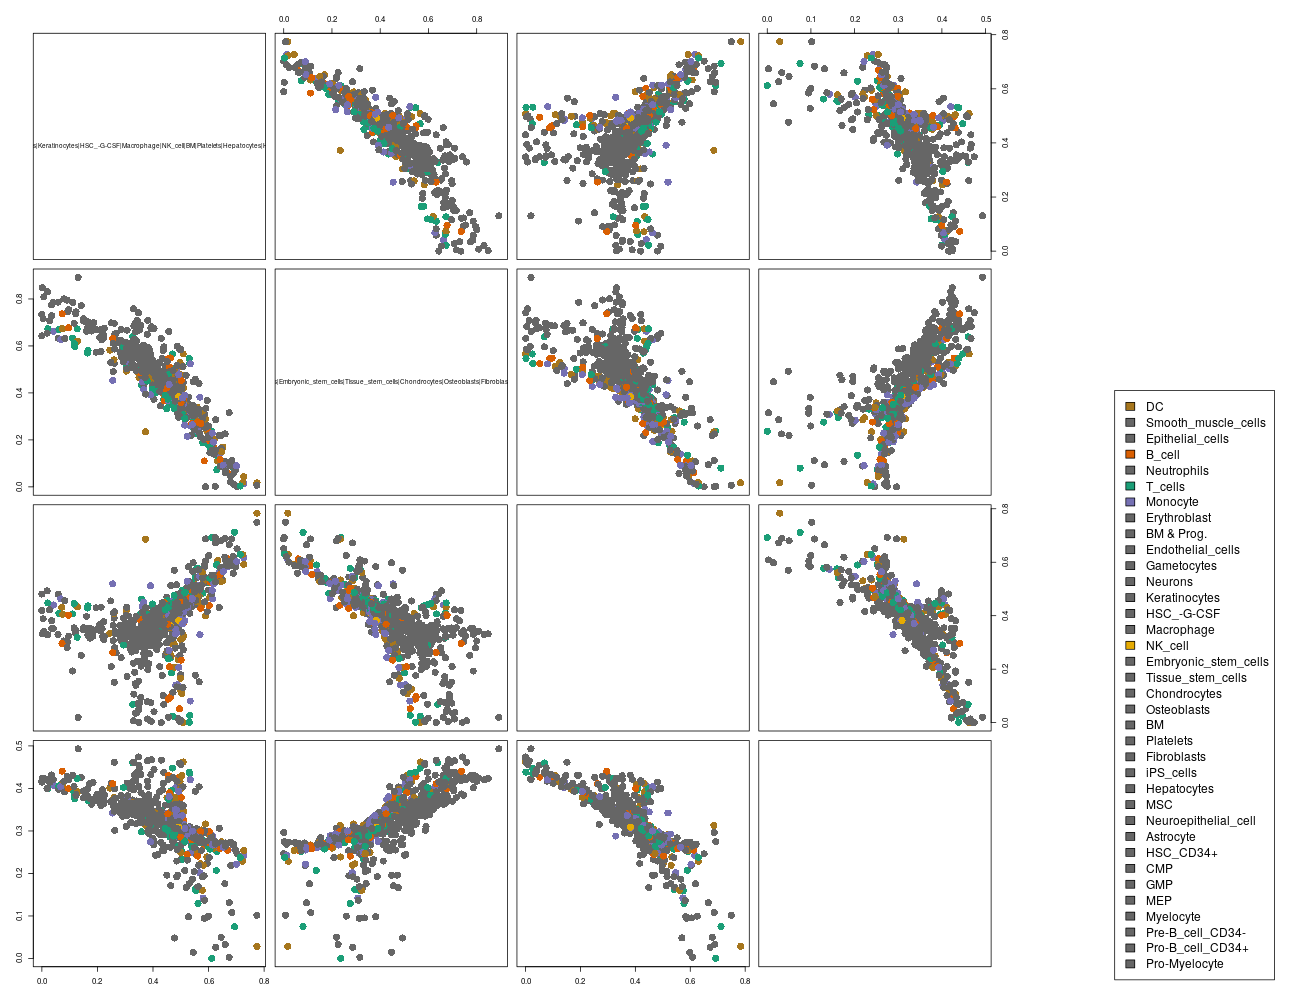 0.0 0.2 0.4 0.6 0.8
0.0 0.1 0.2 0.3 0.4 0.5
s|Keratinocytes|HSC_-G-CSF|Macrophage|NK_cell|BM|Platelets|Hepatocytes|H
0.8
0.6
0.4
0.2
0.0
0.8
0.6
0.4
0.2
0.0
s|Embryonic_stem_cells|Tissue_stem_cells|Chondrocytes|Osteoblasts|Fibroblas
0.8
0.6
0.4
0.2
0.0
0.5
0.4
0.3
0.2
0.1
0.0
0.0 0.2 0.4 0.6 0.8
0.0 0.2 0.4 0.6 0.8
DC
Smooth_muscle_cells
Epithelial_cells
B_cell
Neutrophils
T_cells
Monocyte
Erythroblast
BM & Prog.
Endothelial_cells
Gametocytes
Neurons
Keratinocytes
HSC_-G-CSF
Macrophage
NK_cell
Embryonic_stem_cells
Tissue_stem_cells
Chondrocytes
Osteoblasts
BM
Platelets
Fibroblasts
iPS_cells
Hepatocytes
MSC
Neuroepithelial_cell
Astrocyte
HSC_CD34+
CMP
GMP
MEP
Myelocyte
Pre-B_cell_CD34-
Pro-B_cell_CD34+
Pro-Myelocyte